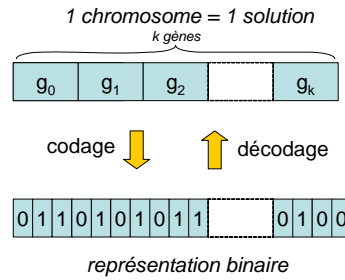 1 chromosome = 1 solution
k gènes
g0 g1 g2 gk
codage décodage
0 1 1 0 1 0 1 0 1 1 0 1 0 0
représentation binaire